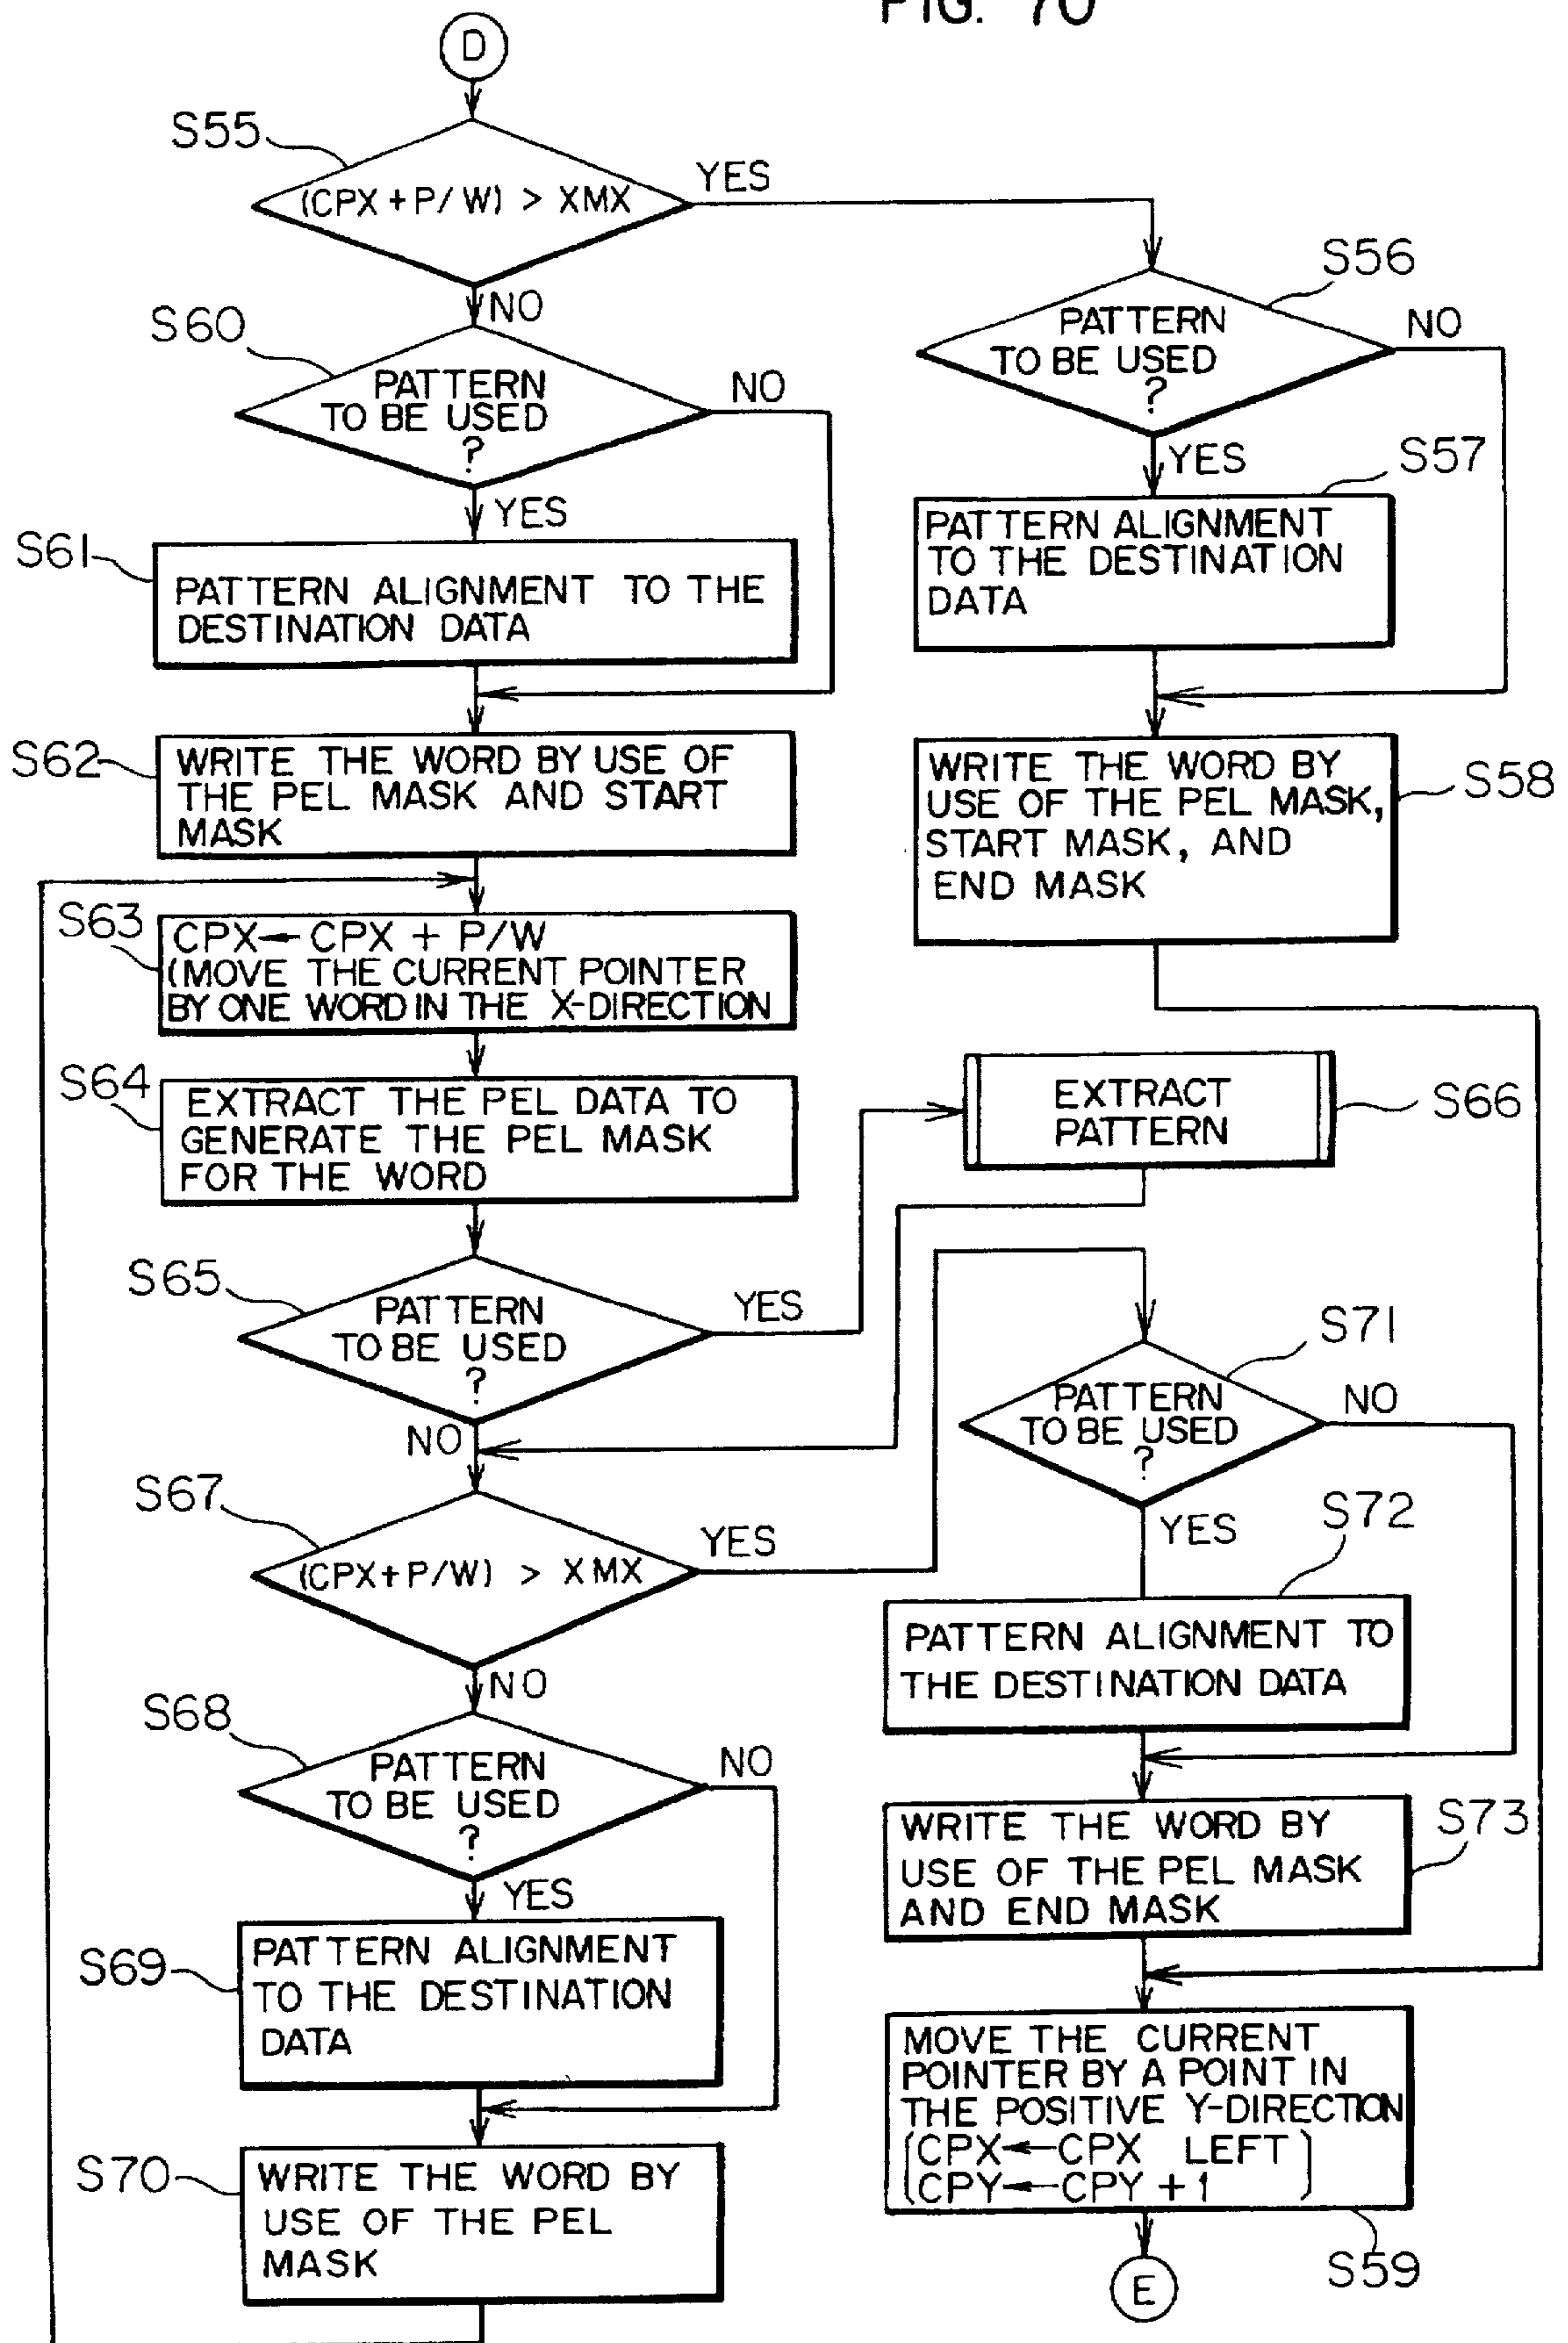 FIG. 70
D
S55
(CPX+P/W) > XMX
YES
NO
S56
PATTERN
TO BE USED
?
NO
YES
S60
PATTERN
TO BE USED
?
NO
YES
S57
PATTERN ALIGNMENT
TO THE DESTINATION
DATA
S61
PATTERN ALIGNMENT TO THE
DESTINATION DATA
S62
WRITE THE WORD BY USE OF
THE PEL MASK AND START
MASK
S58
WRITE THE WORD BY
USE OF THE PEL MASK,
START MASK, AND
END MASK
S63
CPX←CPX + P/W
(MOVE THE CURRENT POINTER
BY ONE WORD IN THE X-DIRECTION
S64
EXTRACT THE PEL DATA TO
GENERATE THE PEL MASK
FOR THE WORD
S66
EXTRACT
PATTERN
S65
PATTERN
TO BE USED
?
YES
NO
S71
PATTERN
TO BE USED
?
NO
YES
S67
(CPX+P/W) > XMX
YES
NO
S72
PATTERN ALIGNMENT TO
THE DESTINATION DATA
S68
PATTERN
TO BE USED
?
NO
YES
S73
WRITE THE WORD BY
USE OF THE PEL MASK
AND END MASK
S69
PATTERN ALIGNMENT
TO THE DESTINATION
DATA
S70
WRITE THE WORD BY
USE OF THE PEL
MASK
MOVE THE CURRENT
POINTER BY A POINT IN
THE POSITIVE Y-DIRECTION
(CPX←CPX LEFT)
(CPY←CPY +1)
S59
E